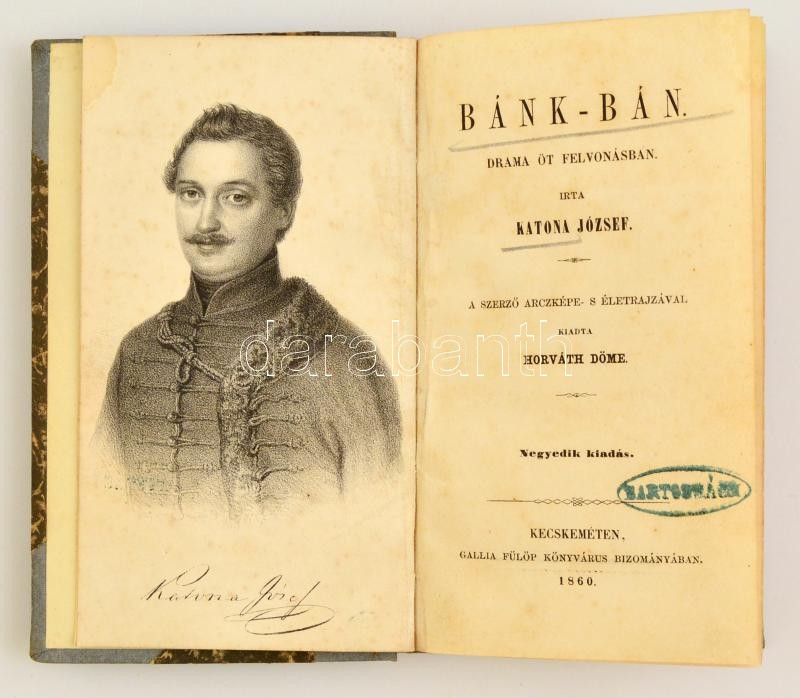 Katona József
BÁNK-BÁN.
DRAMA ÖT FELVONÁSBAN.
IRTA
KATONA JÓZSEF.
A SZERZŐ ARCZKÉPE- S ÉLETRAJZÁVAL
KIADTA
HORVÁTH DÖME.
Negyedik kiadás.
KECSKEMÉTEN,
GALLIA FÜLÖP KÖNYVÁRUS BIZOMÁNYÁBAN.
1860.
darabanth